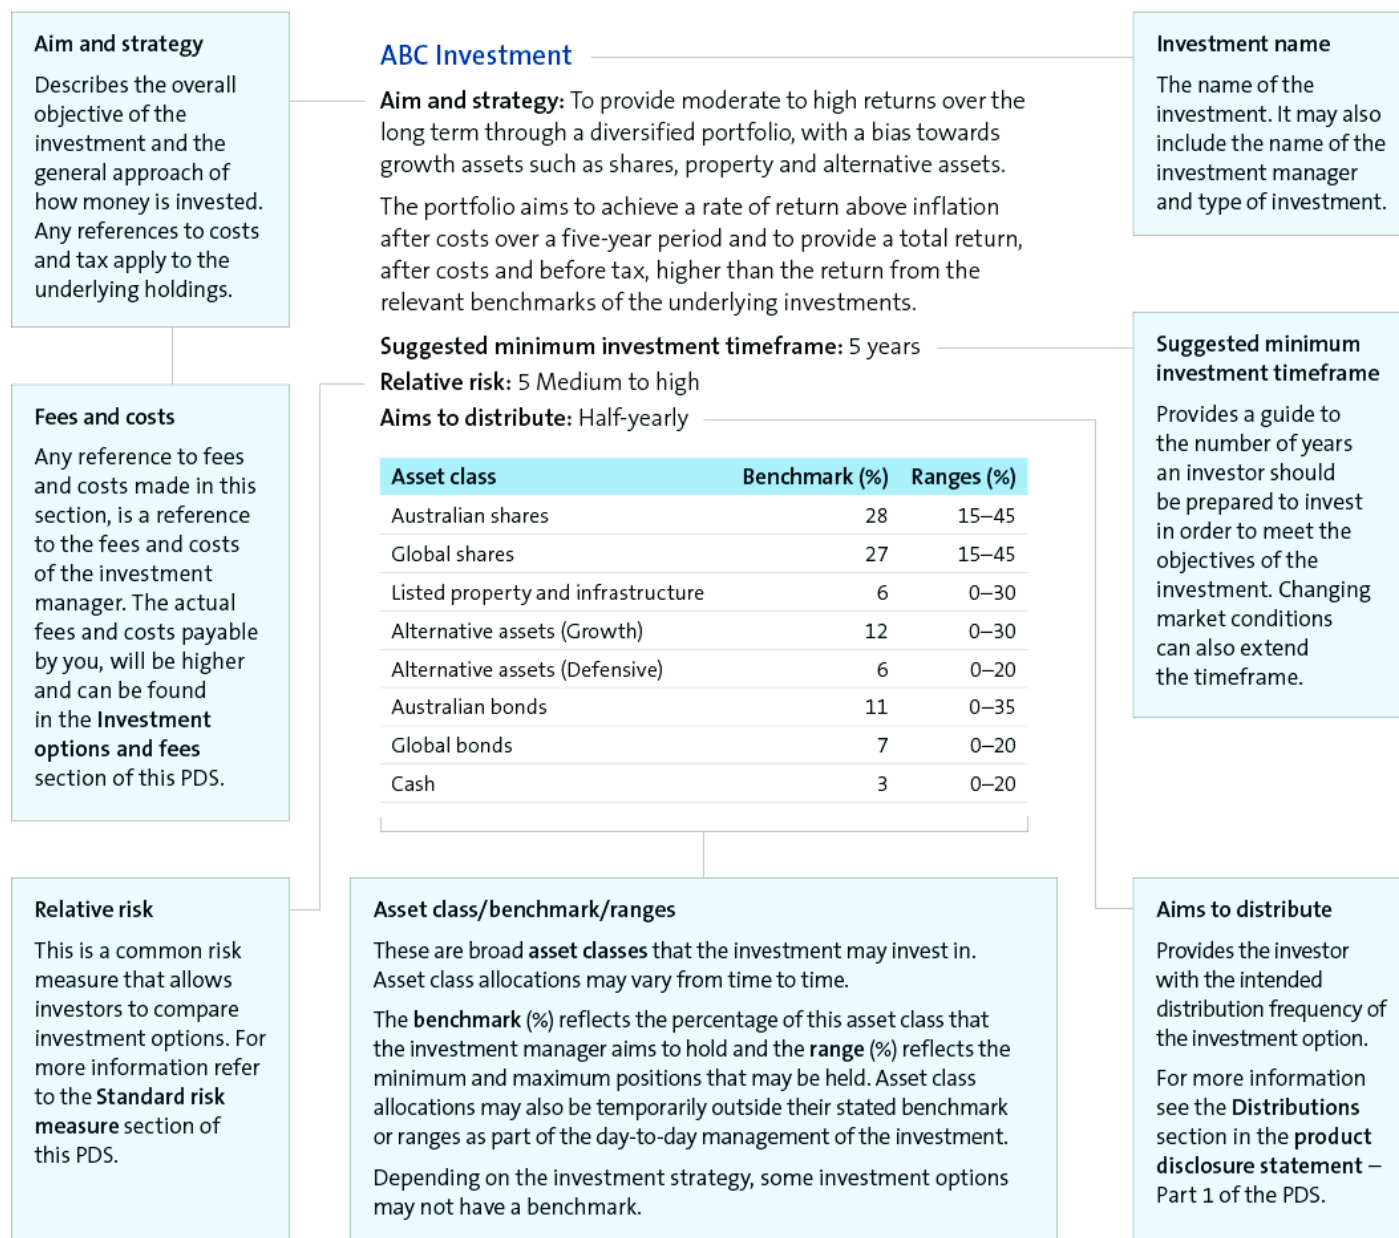 Aim and strategy
Describes the overall
objective of the
investment and the
general approach of
how money is invested.
Any references to costs
and tax apply to the
underlying holdings.
Fees and costs
Any reference to fees
and costs made in this
section, is a reference
to the fees and costs
of the investment
manager. The actual
fees and costs payable
by you, will be higher
and can be found
in the Investment
options and fees
section of this PDS.
Relative risk
This is a common risk
measure that allows
investors to compare
investment options. For
more information refer
to the Standard risk
measure section of
this PDS.
ABC Investment
Aim and strategy: To provide moderate to high returns over the
long term through a diversified portfolio, with a bias towards
growth assets such as shares, property and alternative assets.
The portfolio aims to achieve a rate of return above inflation
after costs over a five-year period and to provide a total return,
after costs and before tax, higher than the return from the
relevant benchmarks of the underlying investments.
Suggested minimum investment timeframe: 5 years
Relative risk: 5 Medium to high
Aims to distribute: Half-yearly
Asset class Benchmark (%) Ranges (%)
Australian shares 28 15–45
Global shares 27 15–45
Listed property and infrastructure 6 0–30
Alternative assets (Growth) 12 0–30
Alternative assets (Defensive) 6 0–20
Australian bonds 11 0–35
Global bonds 7 0–20
Cash 3 0–20
Asset class/benchmark/ranges
These are broad asset classes that the investment may invest in.
Asset class allocations may vary from time to time.
The benchmark (%) reflects the percentage of this asset class that
the investment manager aims to hold and the range (%) reflects the
minimum and maximum positions that may be held. Asset class
allocations may also be temporarily outside their stated benchmark
or ranges as part of the day-to-day management of the investment.
Depending on the investment strategy, some investment options
may not have a benchmark.
Investment name
The name of the
investment. It may also
include the name of the
investment manager
and type of investment.
Suggested minimum
investment timeframe
Provides a guide to
the number of years
an investor should
be prepared to invest
in order to meet the
objectives of the
investment. Changing
market conditions
can also extend
the timeframe.
Aims to distribute
Provides the investor
with the intended
distribution frequency of
the investment option.
For more information
see the Distributions
section in the product
disclosure statement –
Part 1 of the PDS.